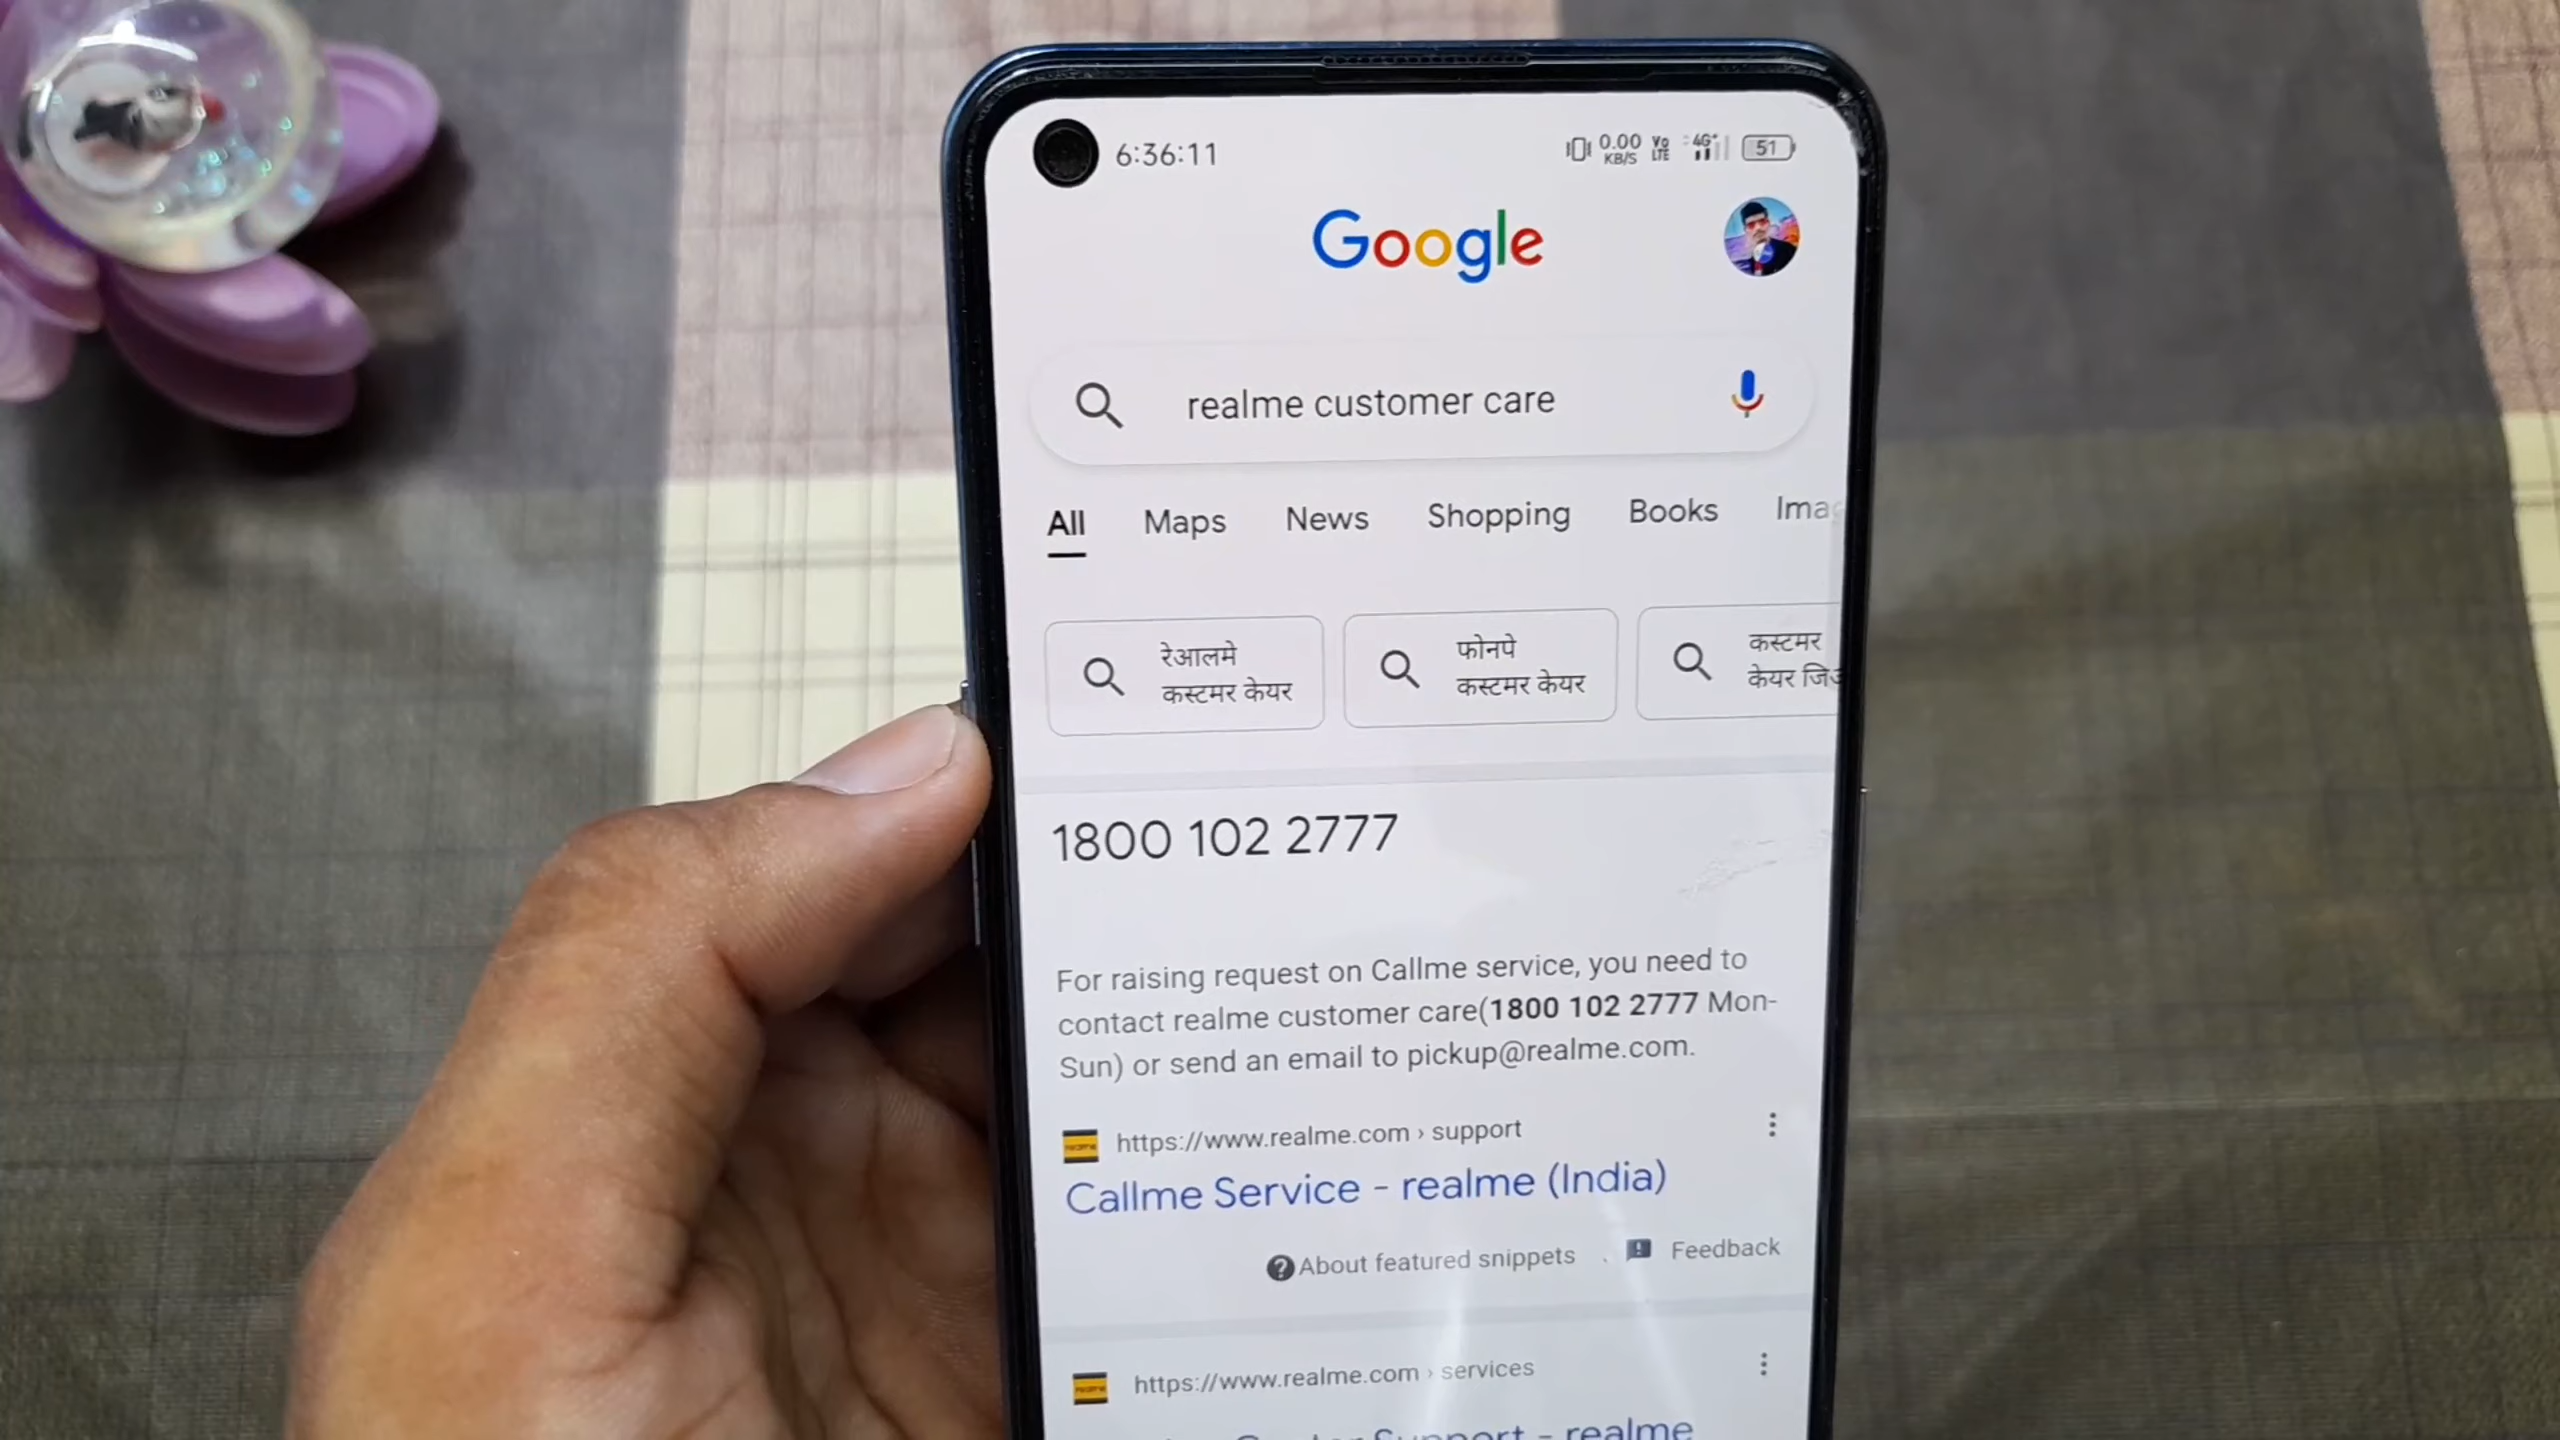 6:36:11
0.00 KB/S Vo LTE 4G+ 51
Google
realme customer care
All Maps News Shopping Books
रेआलमे
कस्टमर केयर
फोनपे
कस्टमर केयर
कस्टमर
केयर
1800 102 2777
For raising request on Callme service, you need to
contact realme customer care(1800 102 2777 Mon-
Sun) or send an email to pickup@realme.com.
https://www.realme.com › support
Callme Service - realme (India)
About featured snippets . Feedback
https://www.realme.com › services
Support - realme